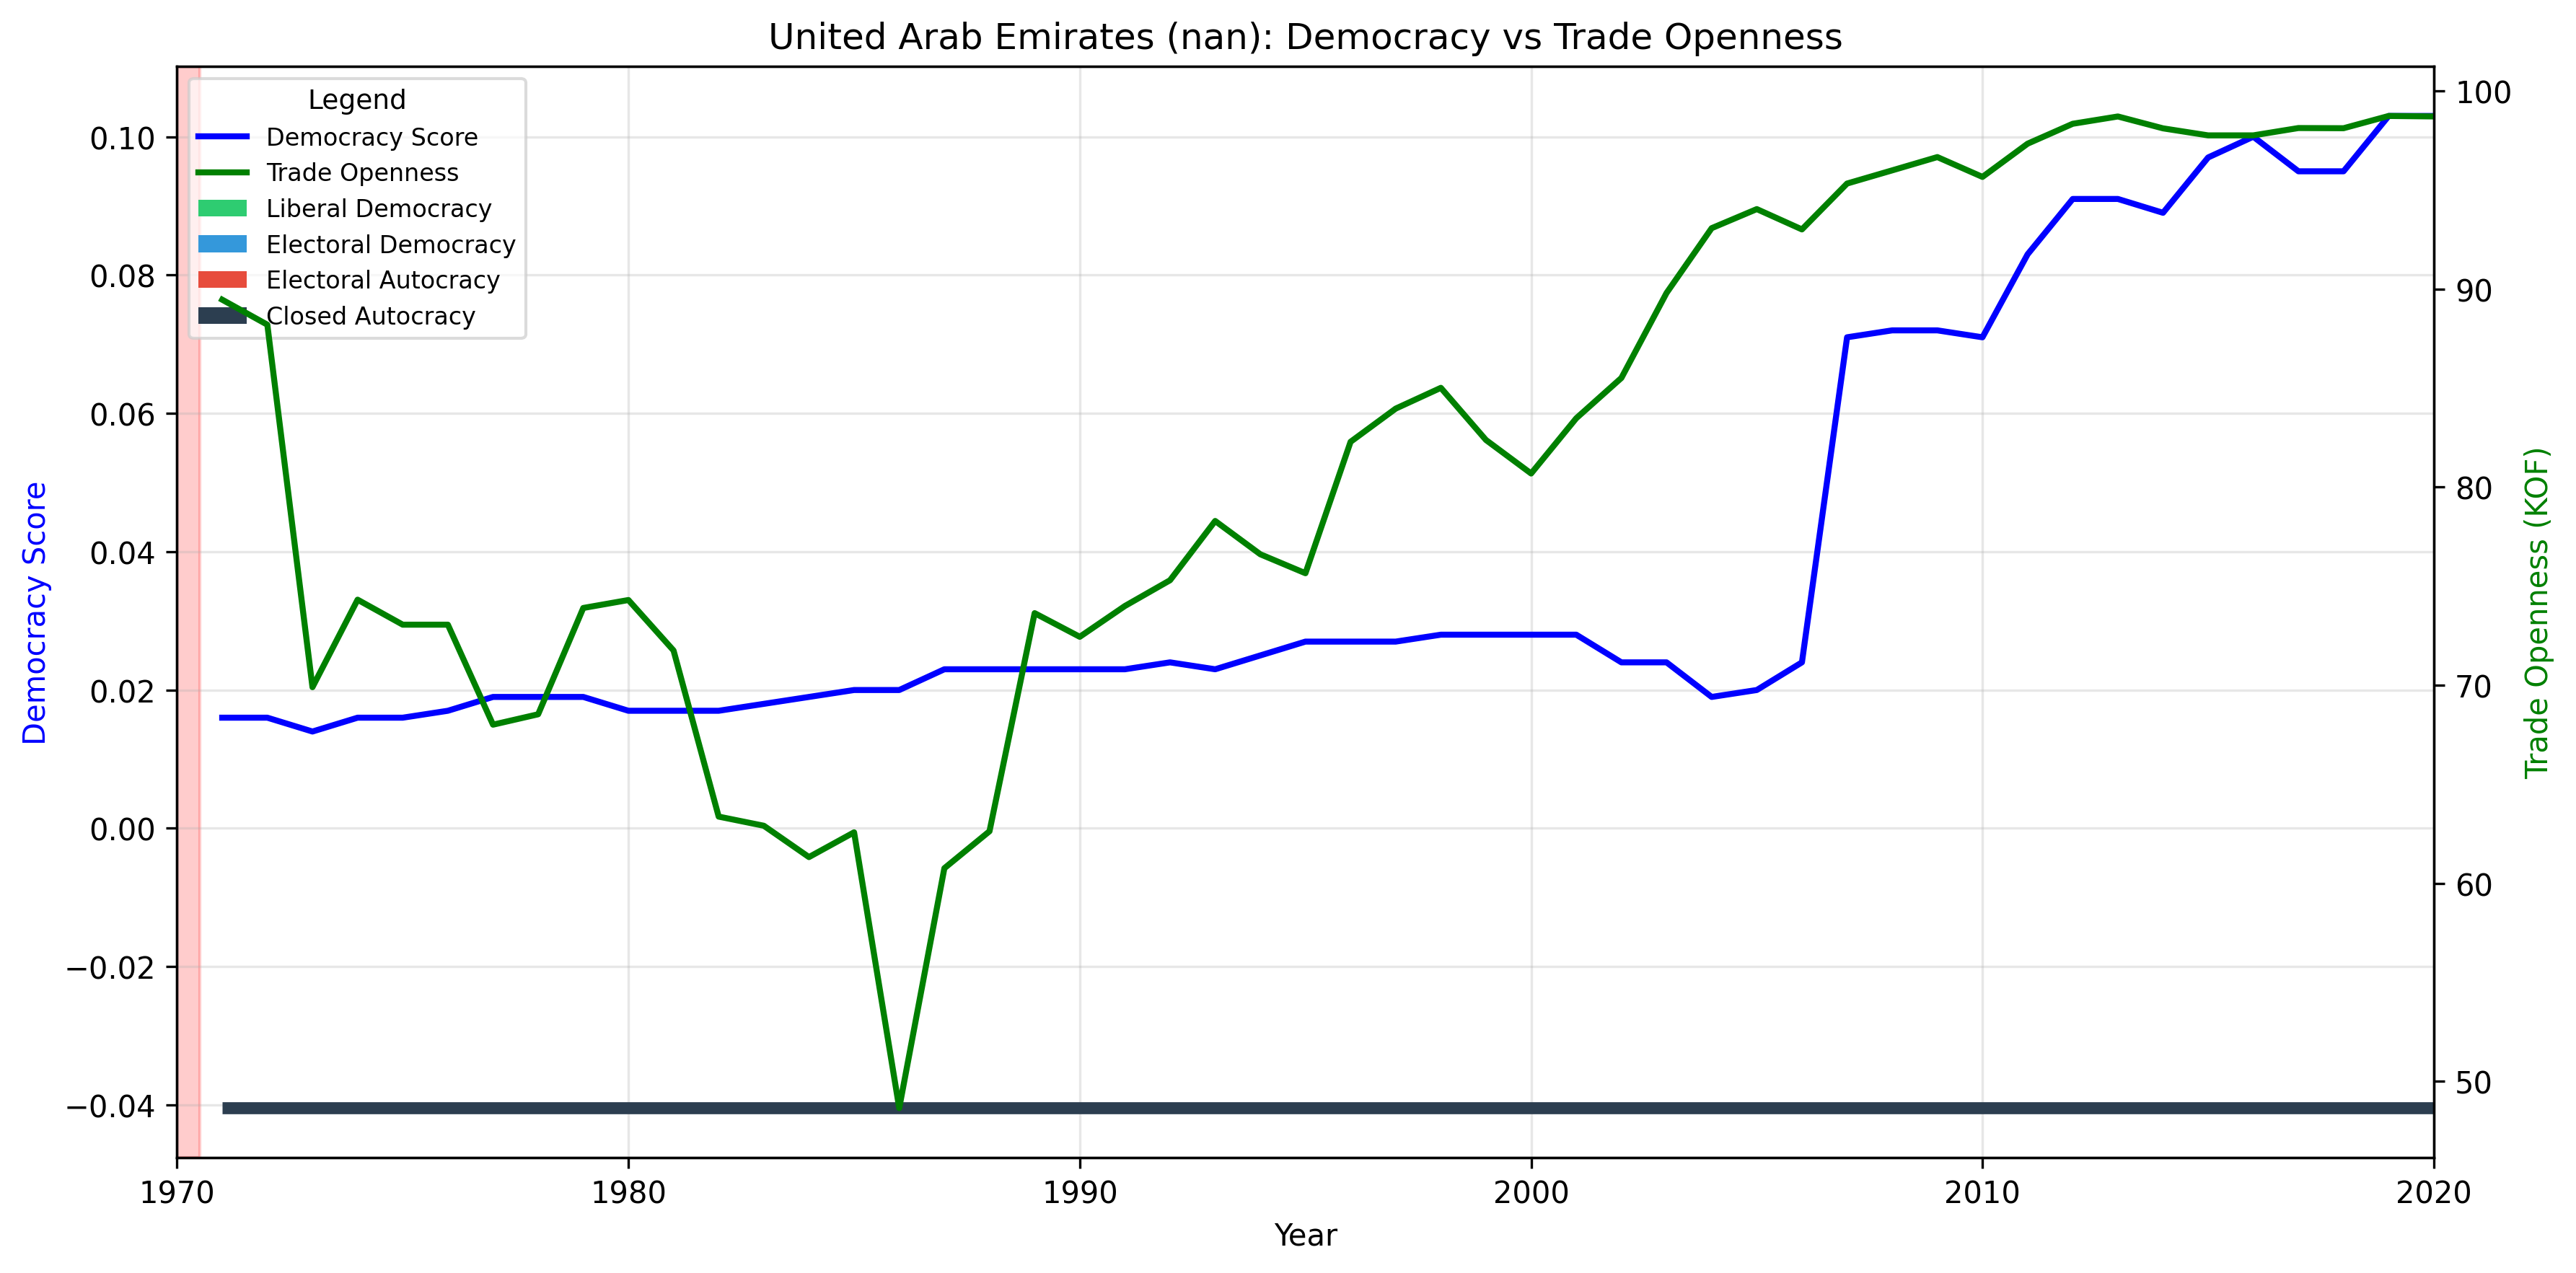 United Arab Emirates (nan): Democracy vs Trade Openness
Legend
Democracy Score
Trade Openness
Liberal Democracy
Electoral Democracy
Electoral Autocracy
Closed Autocracy
Democracy Score
0.10
0.08
0.06
0.04
0.02
0.00
−0.02
−0.04
100
90
80
70
60
50
Trade Openness (KOF)
1970 1980 1990 2000 2010 2020
Year